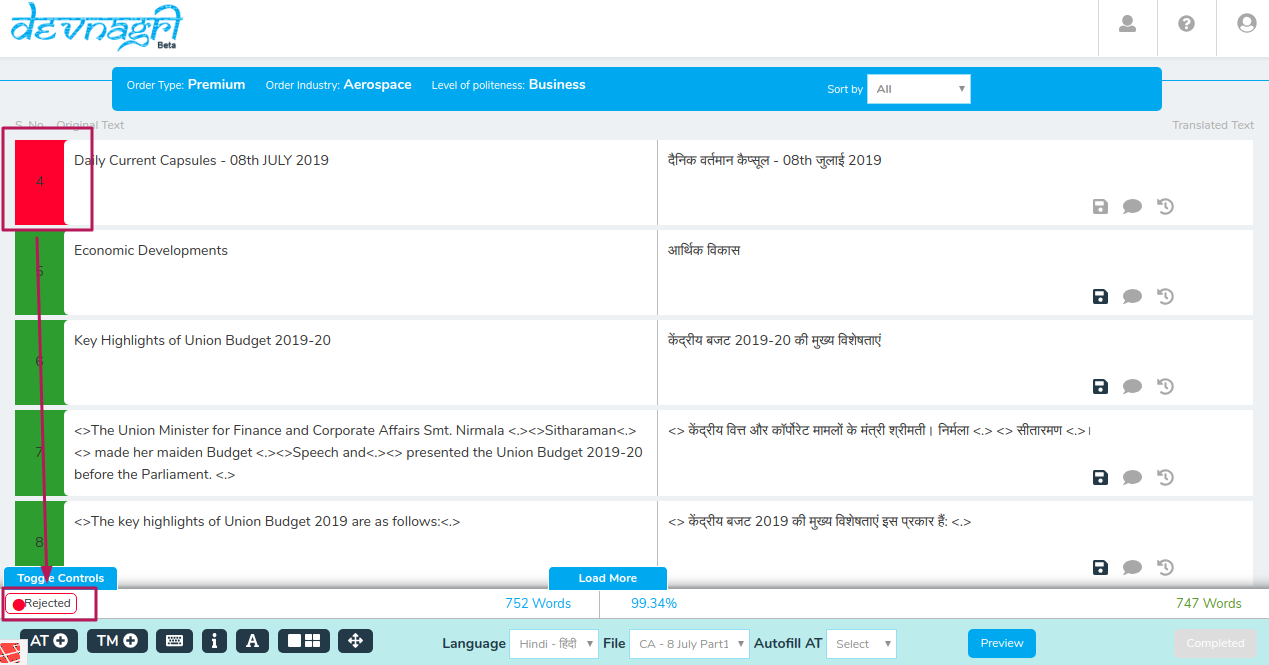 devnagri
Beta
Order Type: Premium Order Industry: Aerospace Level of politeness: Business Sort by All
S. No Original Text Translated Text
4 Daily Current Capsules - 08th JULY 2019 दैनिक वर्तमान कैप्सूल - 08th जुलाई 2019
5 Economic Developments आर्थिक विकास
6 Key Highlights of Union Budget 2019-20 केंद्रीय बजट 2019-20 की मुख्य विशेषताएं
<>The Union Minister for Finance and Corporate Affairs Smt. Nirmala <.><>Sitharaman<.> <> केंद्रीय वित्त और कॉर्पोरेट मामलों के मंत्री श्रीमती। निर्मला <.> <> सीतारमण <.>।
7 <> made her maiden Budget <.><>Speech and<.><> presented the Union Budget 2019-20
before the Parliament. <.>
8 <>The key highlights of Union Budget 2019 are as follows:<.> <> केंद्रीय बजट 2019 की मुख्य विशेषताएं इस प्रकार हैं: <.>
Toggle Controls Load More
Rejected 752 Words 99.34% 747 Words
AT TM i A Language Hindi - हिंदी File CA - 8 July Part1 Autofill AT Select Preview Completed